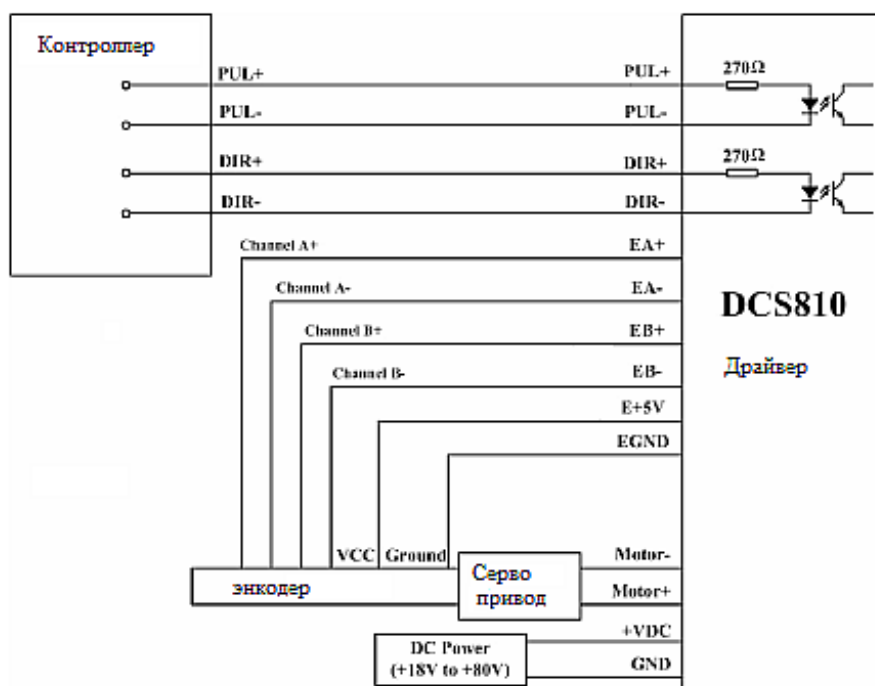 Контроллер
PUL+ PUL+ 270Ω
PUL- PUL-
DIR+ DIR+ 270Ω
DIR- DIR-
Channel A+ EA+
Channel A- EA-
DCS810
Channel B+ EB+
Драйвер
Channel B- EB-
E+5V
EGND
VCC Ground Motor-
Серво
привод
энкодер Motor+
+VDC
DC Power
(+18V to +80V) GND